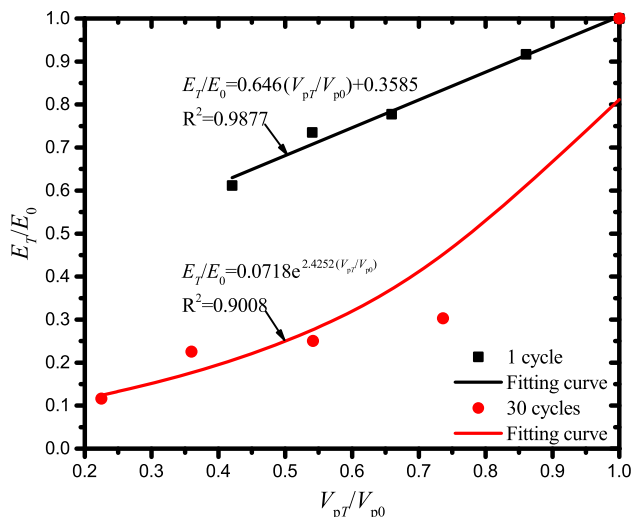 1.0
0.9
0.8
0.7
0.6
0.5
0.4
0.3
0.2
0.1
0.0
E_T/E_0
E_T/E_0=0.646(V_pT/V_p0)+0.3585
R²=0.9877
E_T/E_0=0.0718e^2.4252(V_pT/V_p0)
R²=0.9008
1 cycle
Fitting curve
30 cycles
Fitting curve
0.2 0.3 0.4 0.5 0.6 0.7 0.8 0.9 1.0
V_pT/V_p0